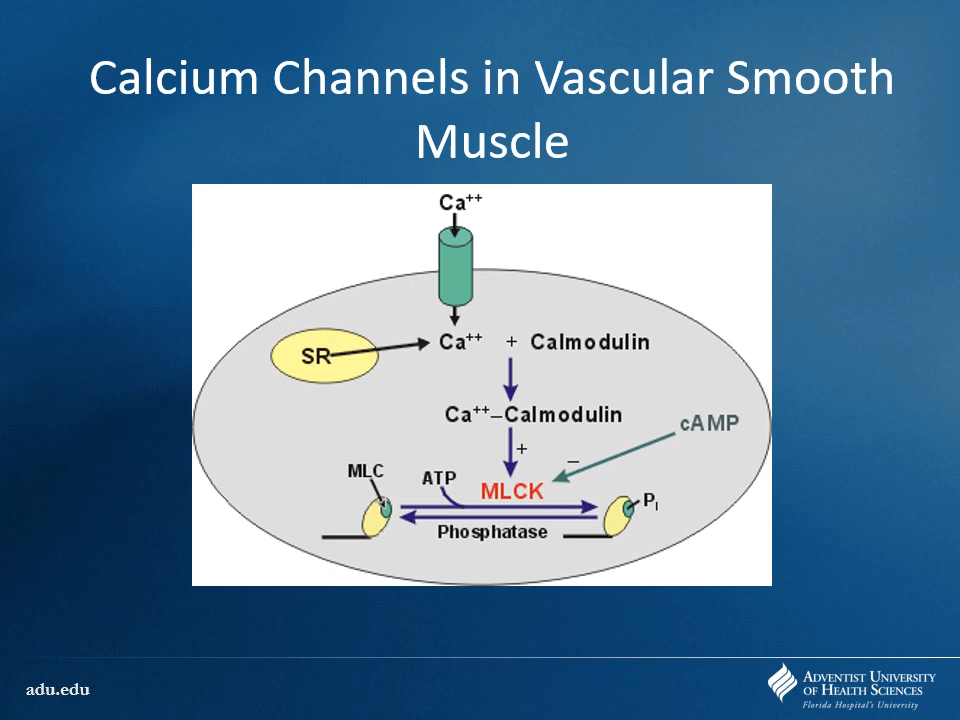 Calcium Channels in Vascular Smooth
Muscle
Ca++
SR
Ca++ + Calmodulin
Ca++–Calmodulin
cAMP
+
–
MLC
ATP
MLCK
Pi
Phosphatase
adu.edu
ADVENTIST UNIVERSITY
OF HEALTH SCIENCES
Florida Hospital's University